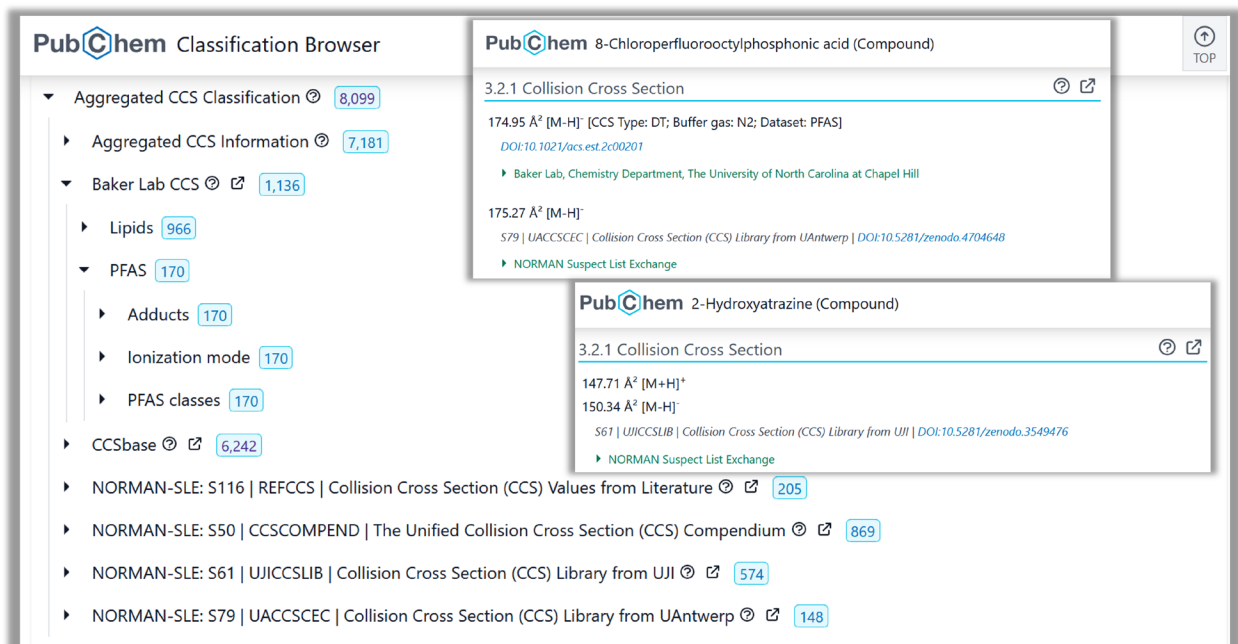 PubChem Classification Browser
TOP
Aggregated CCS Classification 8,099
Aggregated CCS Information 7,181
Baker Lab CCS 1,136
Lipids 966
PFAS 170
Adducts 170
Ionization mode 170
PFAS classes 170
CCSbase 6,242
NORMAN-SLE: S116 | REFCCS | Collision Cross Section (CCS) Values from Literature 205
NORMAN-SLE: S50 | CCSCOMPEND | The Unified Collision Cross Section (CCS) Compendium 869
NORMAN-SLE: S61 | UJICCSLIB | Collision Cross Section (CCS) Library from UJI 574
NORMAN-SLE: S79 | UACCSCEC | Collision Cross Section (CCS) Library from UAntwerp 148
PubChem 8-Chloroperfluorooctylphosphonic acid (Compound)
3.2.1 Collision Cross Section
174.95 Å² [M-H]⁻ [CCS Type: DT; Buffer gas: N2; Dataset: PFAS]
DOI:10.1021/acs.est.2c00201
Baker Lab, Chemistry Department, The University of North Carolina at Chapel Hill
175.27 Å² [M-H]⁻
S79 | UACCSCEC | Collision Cross Section (CCS) Library from UAntwerp | DOI:10.5281/zenodo.4704648
NORMAN Suspect List Exchange
PubChem 2-Hydroxyatrazine (Compound)
3.2.1 Collision Cross Section
147.71 Å² [M+H]⁺
150.34 Å² [M-H]⁻
S61 | UJICCSLIB | Collision Cross Section (CCS) Library from UJI | DOI:10.5281/zenodo.3549476
NORMAN Suspect List Exchange